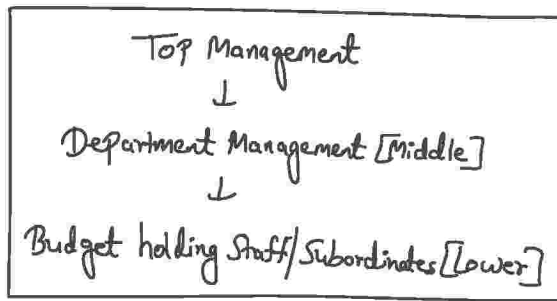 Top Management
↓
Department Management [Middle]
↓
Budget holding Staff/Subordinates [Lower]